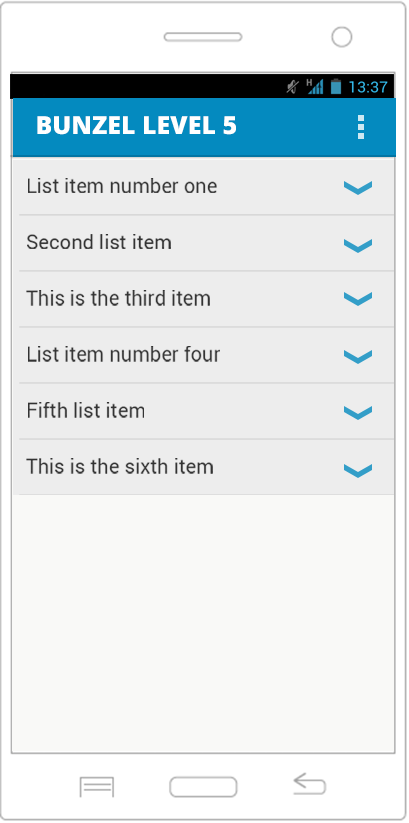 H
13:37
BUNZEL LEVEL 5
List item number one
Second list item
This is the third item
List item number four
Fifth list item
This is the sixth item